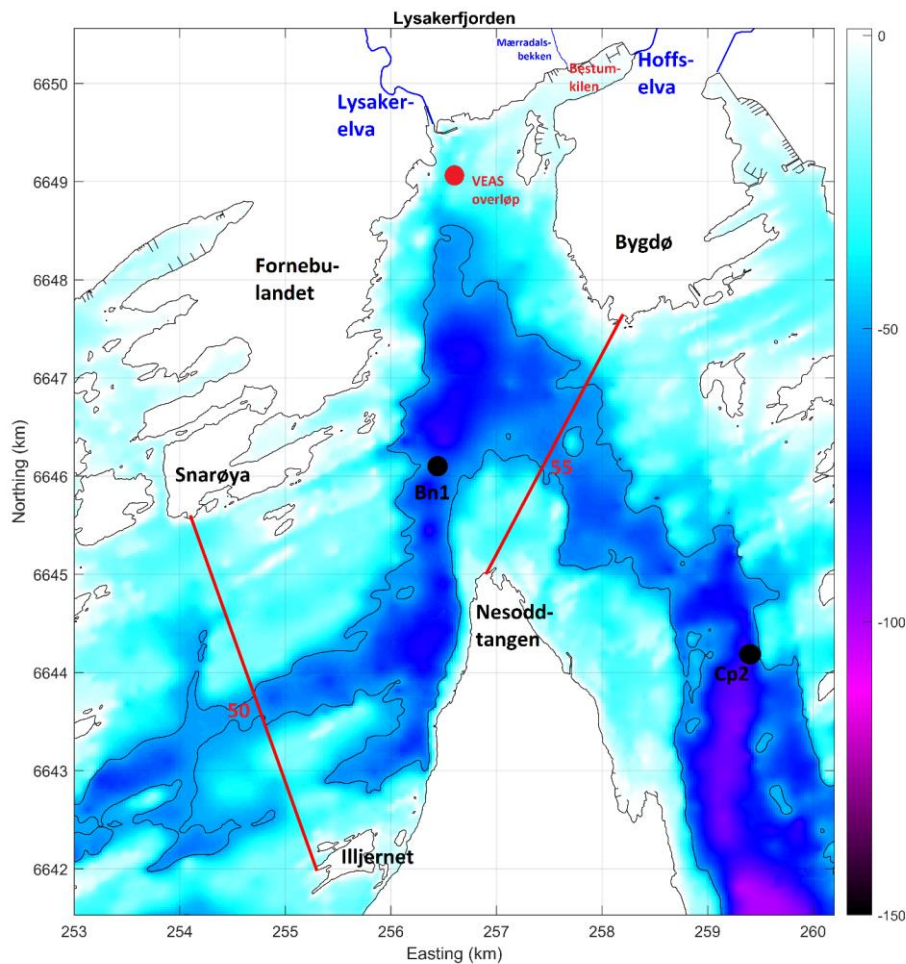 Lysakerfjorden
Mærradals-
bekken
Bestum-
kilen
Hoffs-
elva
Lysaker-
elva
VEAS
overløp
Bygdø
Fornebu-
landet
Snarøya
Bn1
55
Nesodd-
tangen
Cp2
50
Illjernet
6650
6649
6648
6647
6646
6645
6644
6643
6642
Northing (km)
253
254
255
256
257
258
259
260
Easting (km)
0
-50
-100
-150